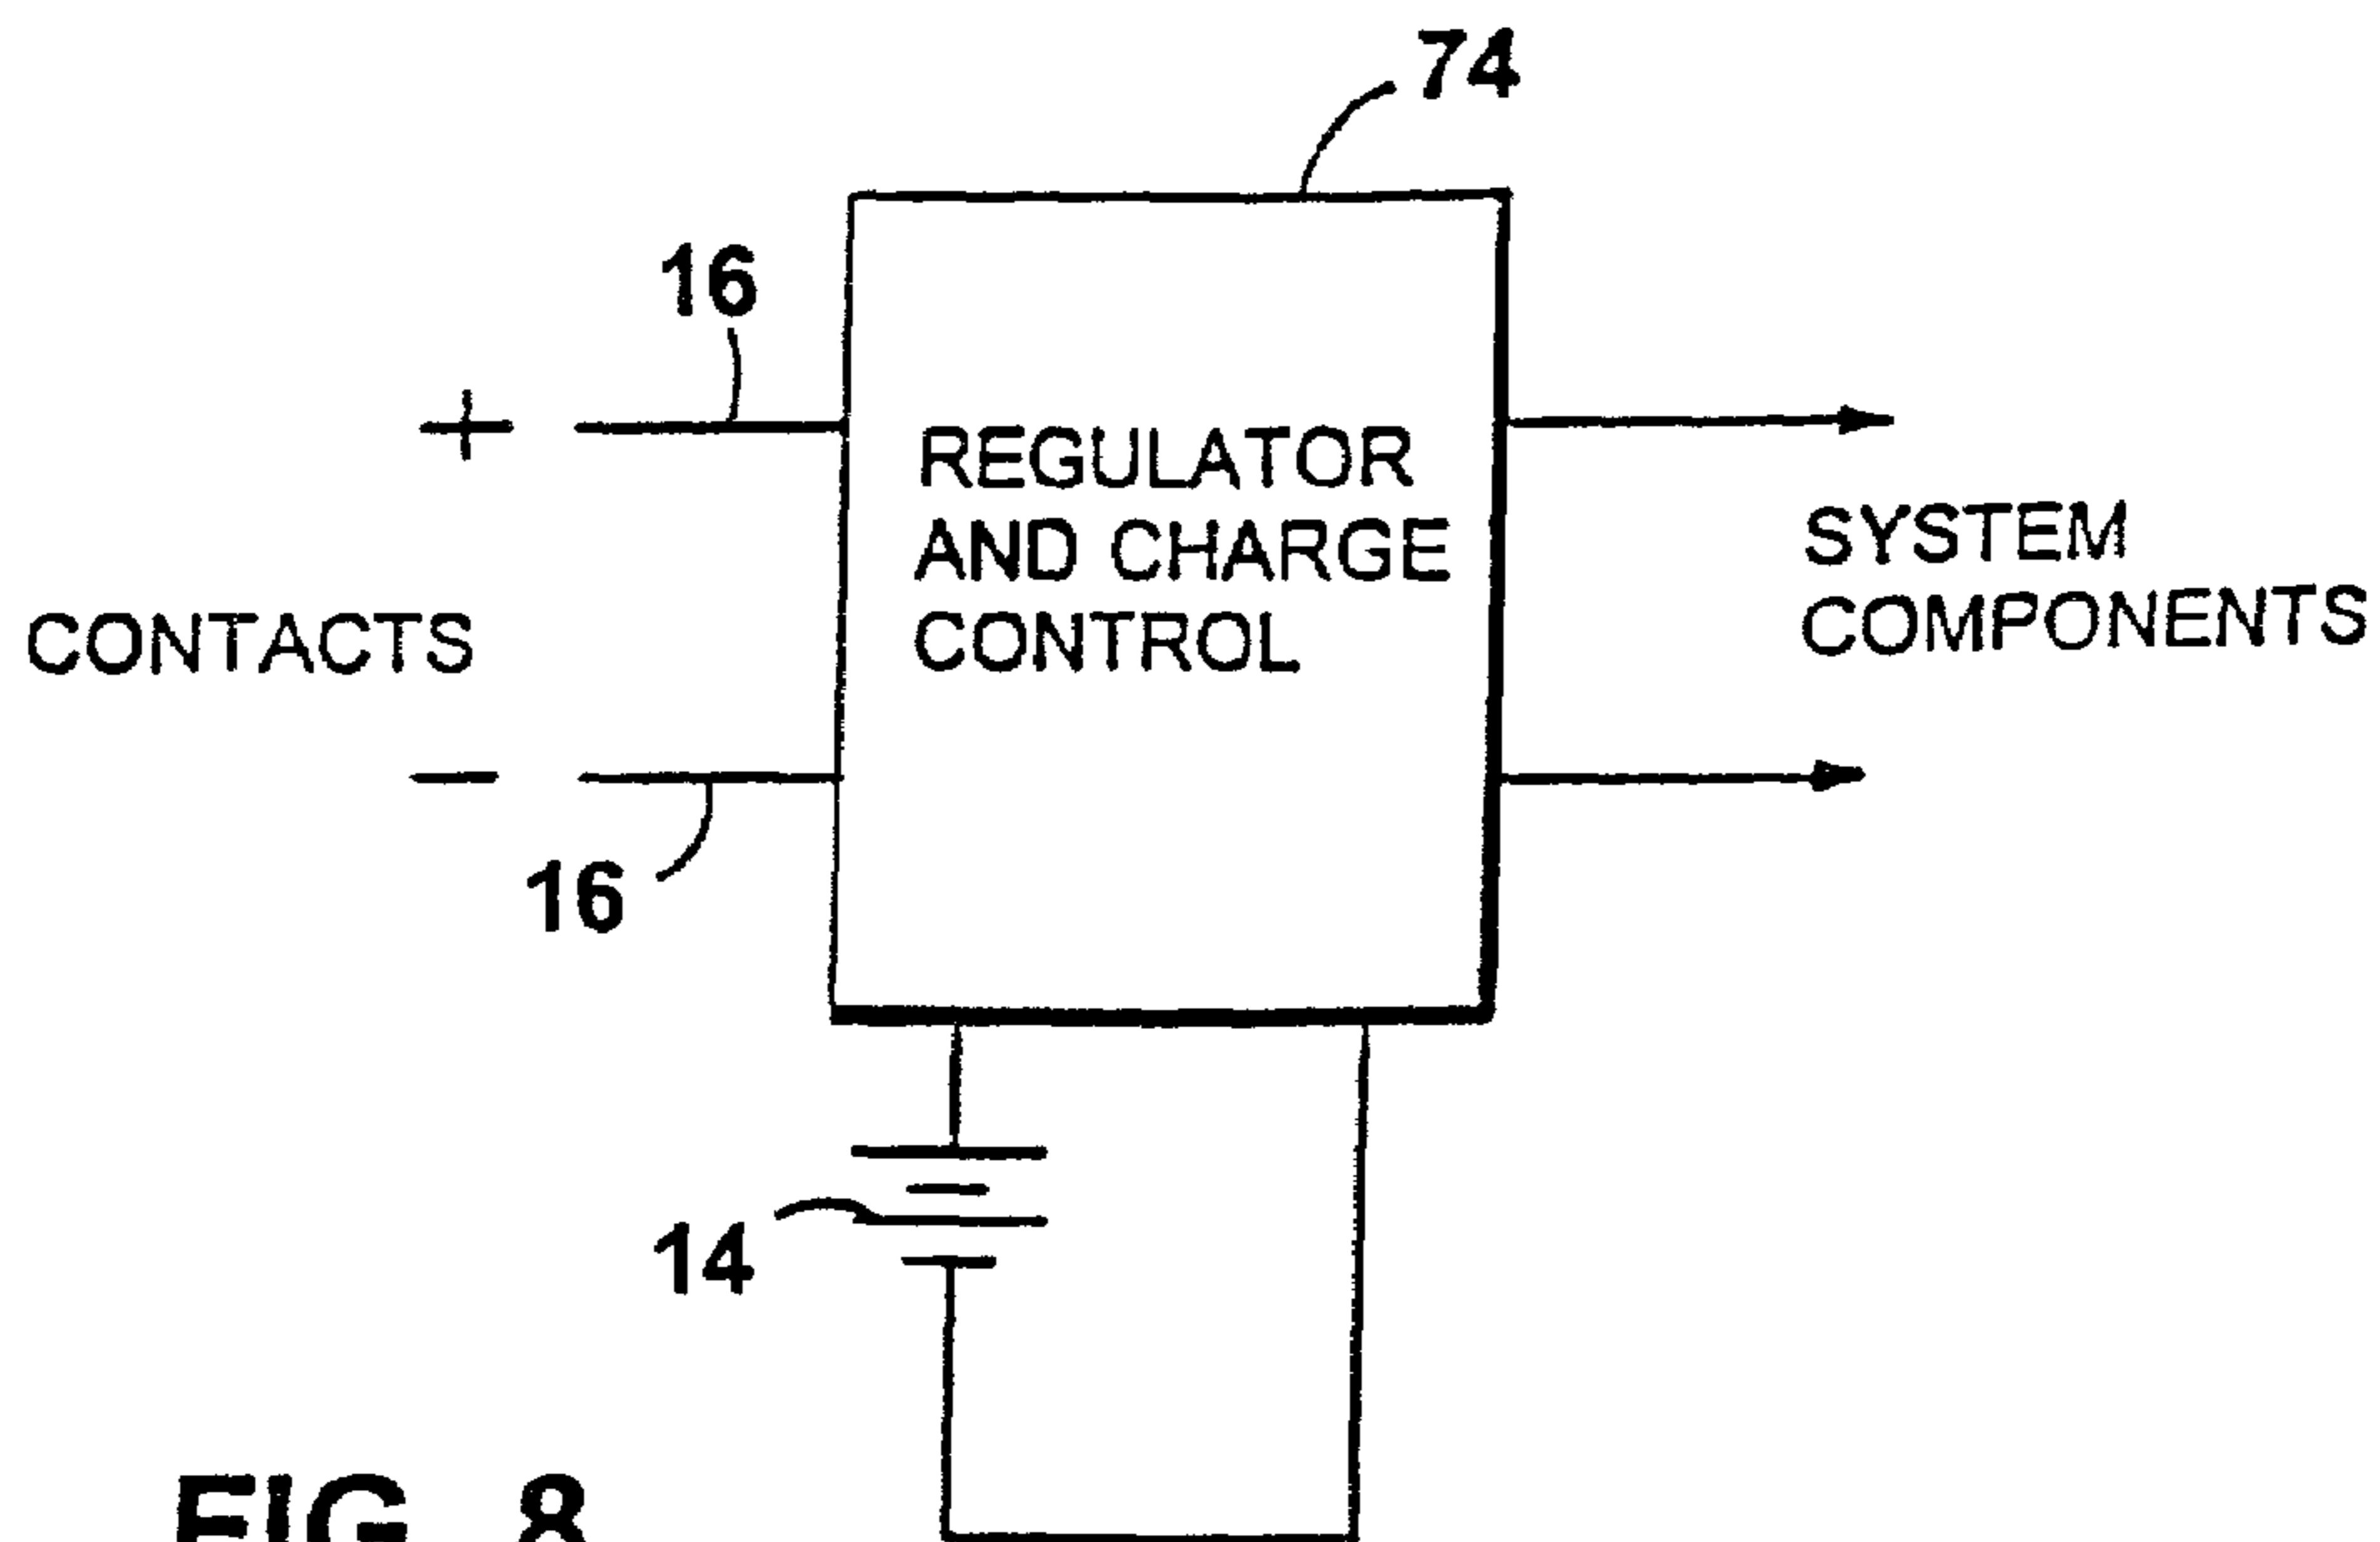 74
16
+
REGULATOR
AND CHARGE
CONTROL
SYSTEM
COMPONENTS
CONTACTS
−
16
14
FIG. 8